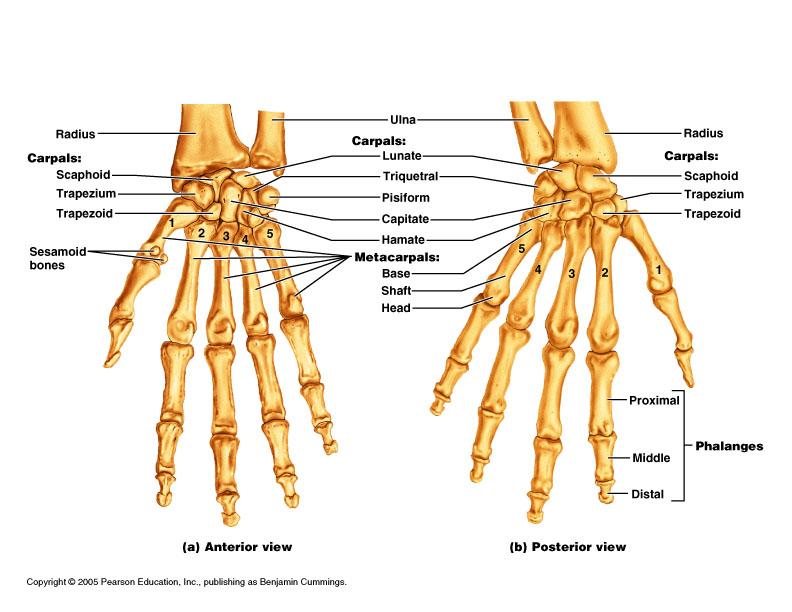 Ulna
Radius
Radius
Carpals:
Carpals:
Carpals:
Lunate
Scaphoid
Triquetral
Scaphoid
Trapezium
Pisiform
Trapezium
Trapezoid
Capitate
Trapezoid
1
2
3
4
5
Hamate
Sesamoid
bones
Metacarpals:
Base
Shaft
Head
5
4
3
2
1
Proximal
Phalanges
Middle
Distal
(a) Anterior view
(b) Posterior view
Copyright © 2005 Pearson Education, Inc., publishing as Benjamin Cummings.